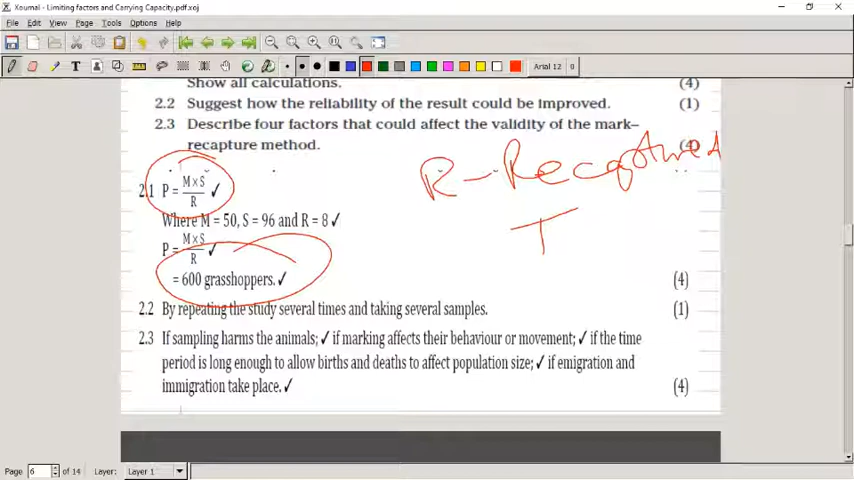 Xournal - Limiting factors and Carrying Capacity.pdf.xoj
File Edit View Page Tools Options
Arial 12 0
Show all calculations. (4)
2.2 Suggest how the reliability of the result could be improved. (1)
2.3 Describe four factors that could affect the validity of the mark–
recapture method. (4)
R - Recaptured
2.1 P = M × S / R ✓
Where M = 50, S = 96 and R = 8 ✓
T
P = M × S / R ✓
= 600 grasshoppers. ✓ (4)
2.2 By repeating the study several times and taking several samples. (1)
2.3 If sampling harms the animals; ✓ if marking affects their behaviour or movement; ✓ if the time
period is long enough to allow births and deaths to affect population size; ✓ if emigration and
immigration take place. ✓ (4)
Page 6 of 14 Layer: Layer 1